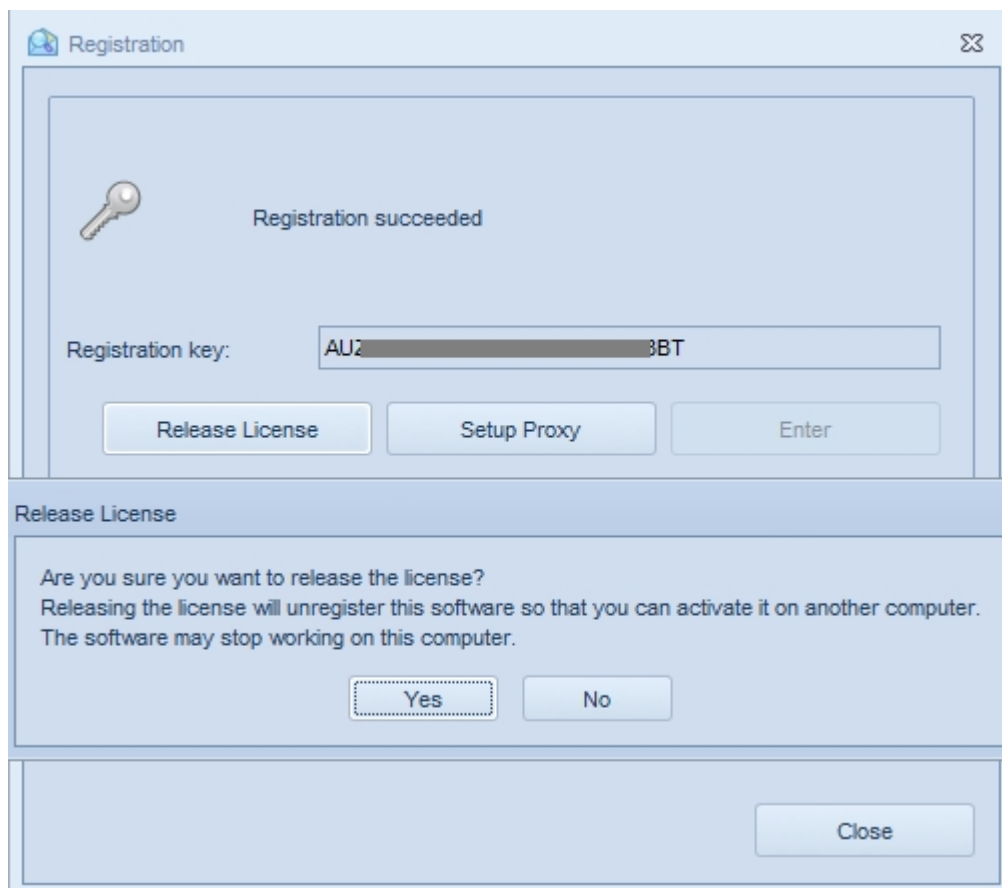 Registration
Registration succeeded
Registration key:
AUZ BBT
Release License
Setup Proxy
Enter
Release License
Are you sure you want to release the license?
Releasing the license will unregister this software so that you can activate it on another computer.
The software may stop working on this computer.
Yes
No
Close